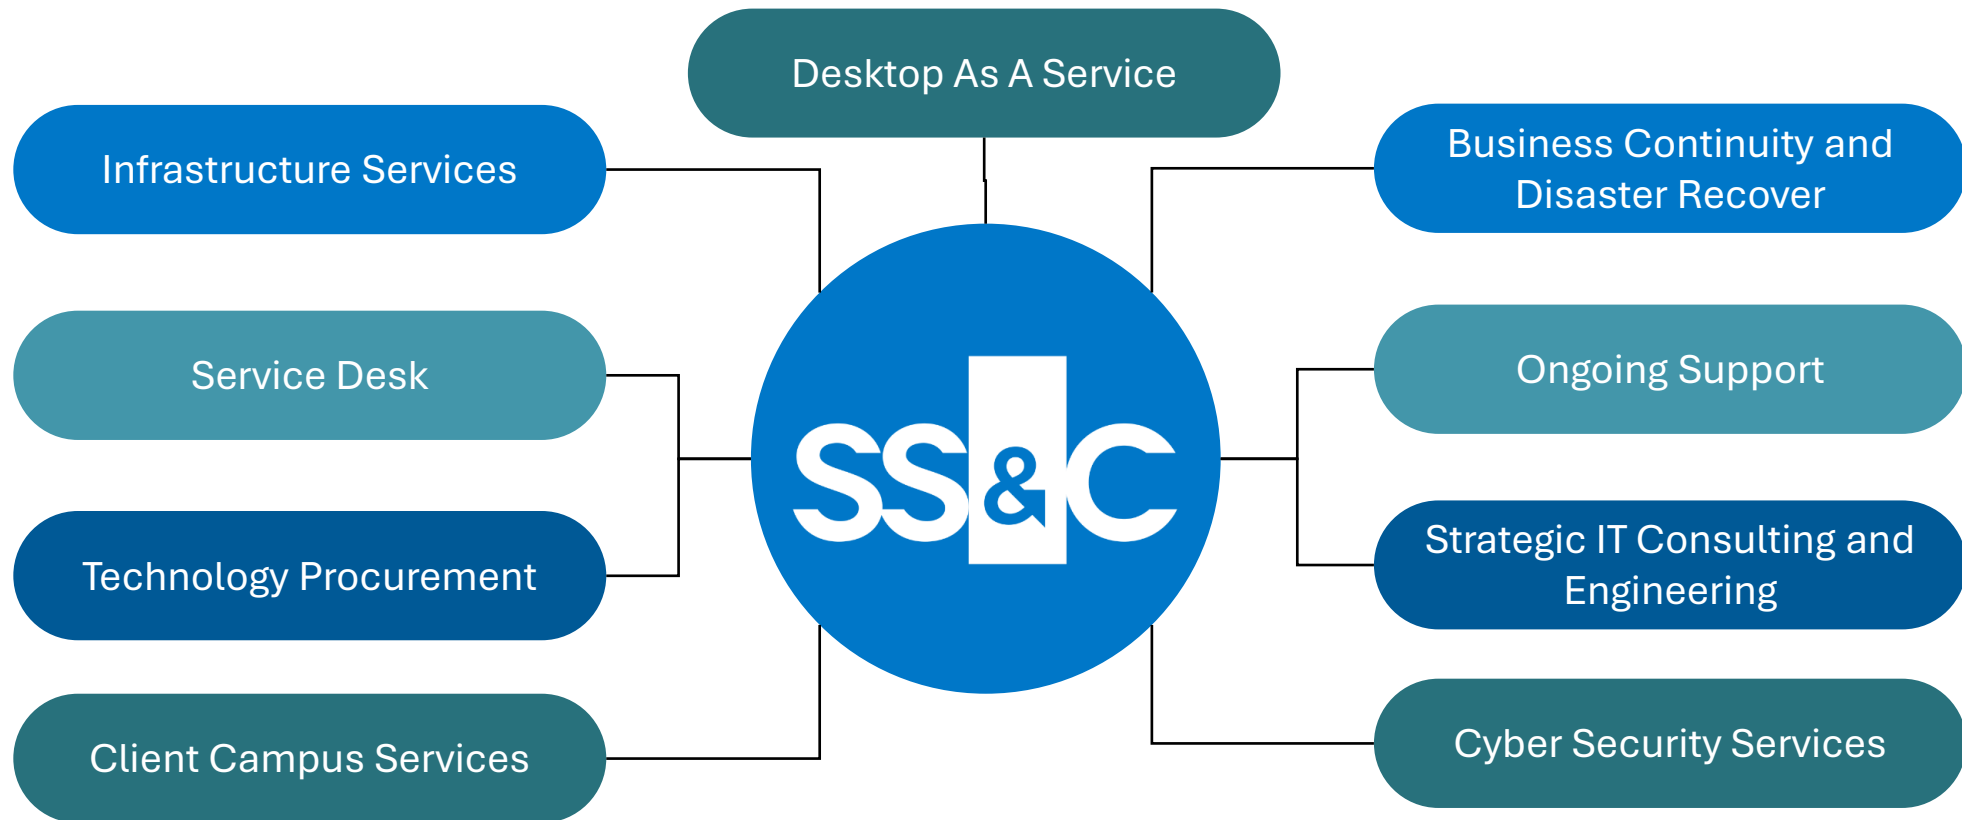 Desktop As A Service
Infrastructure Services
Business Continuity and
Disaster Recover
Service Desk
Ongoing Support
SS&C
Technology Procurement
Strategic IT Consulting and
Engineering
Client Campus Services
Cyber Security Services